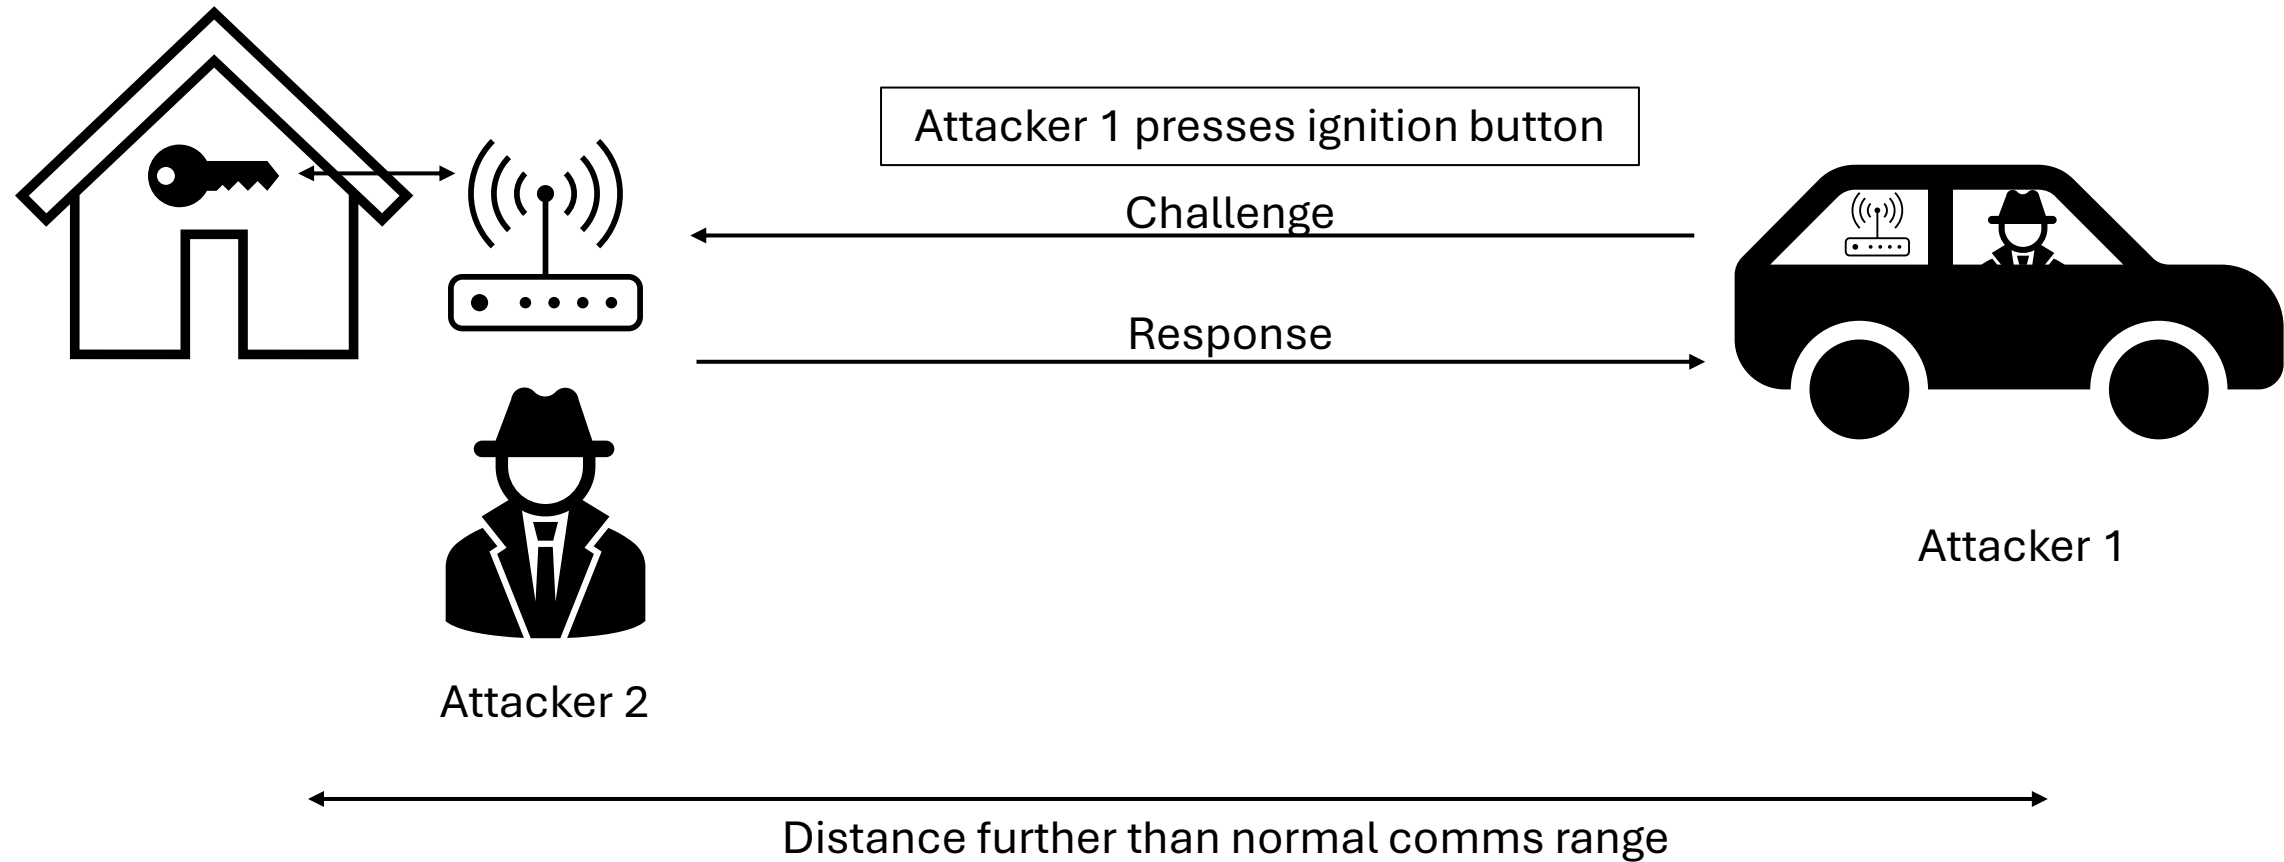 Attacker 1 presses ignition button
Challenge
Response
Attacker 1
Attacker 2
Distance further than normal comms range